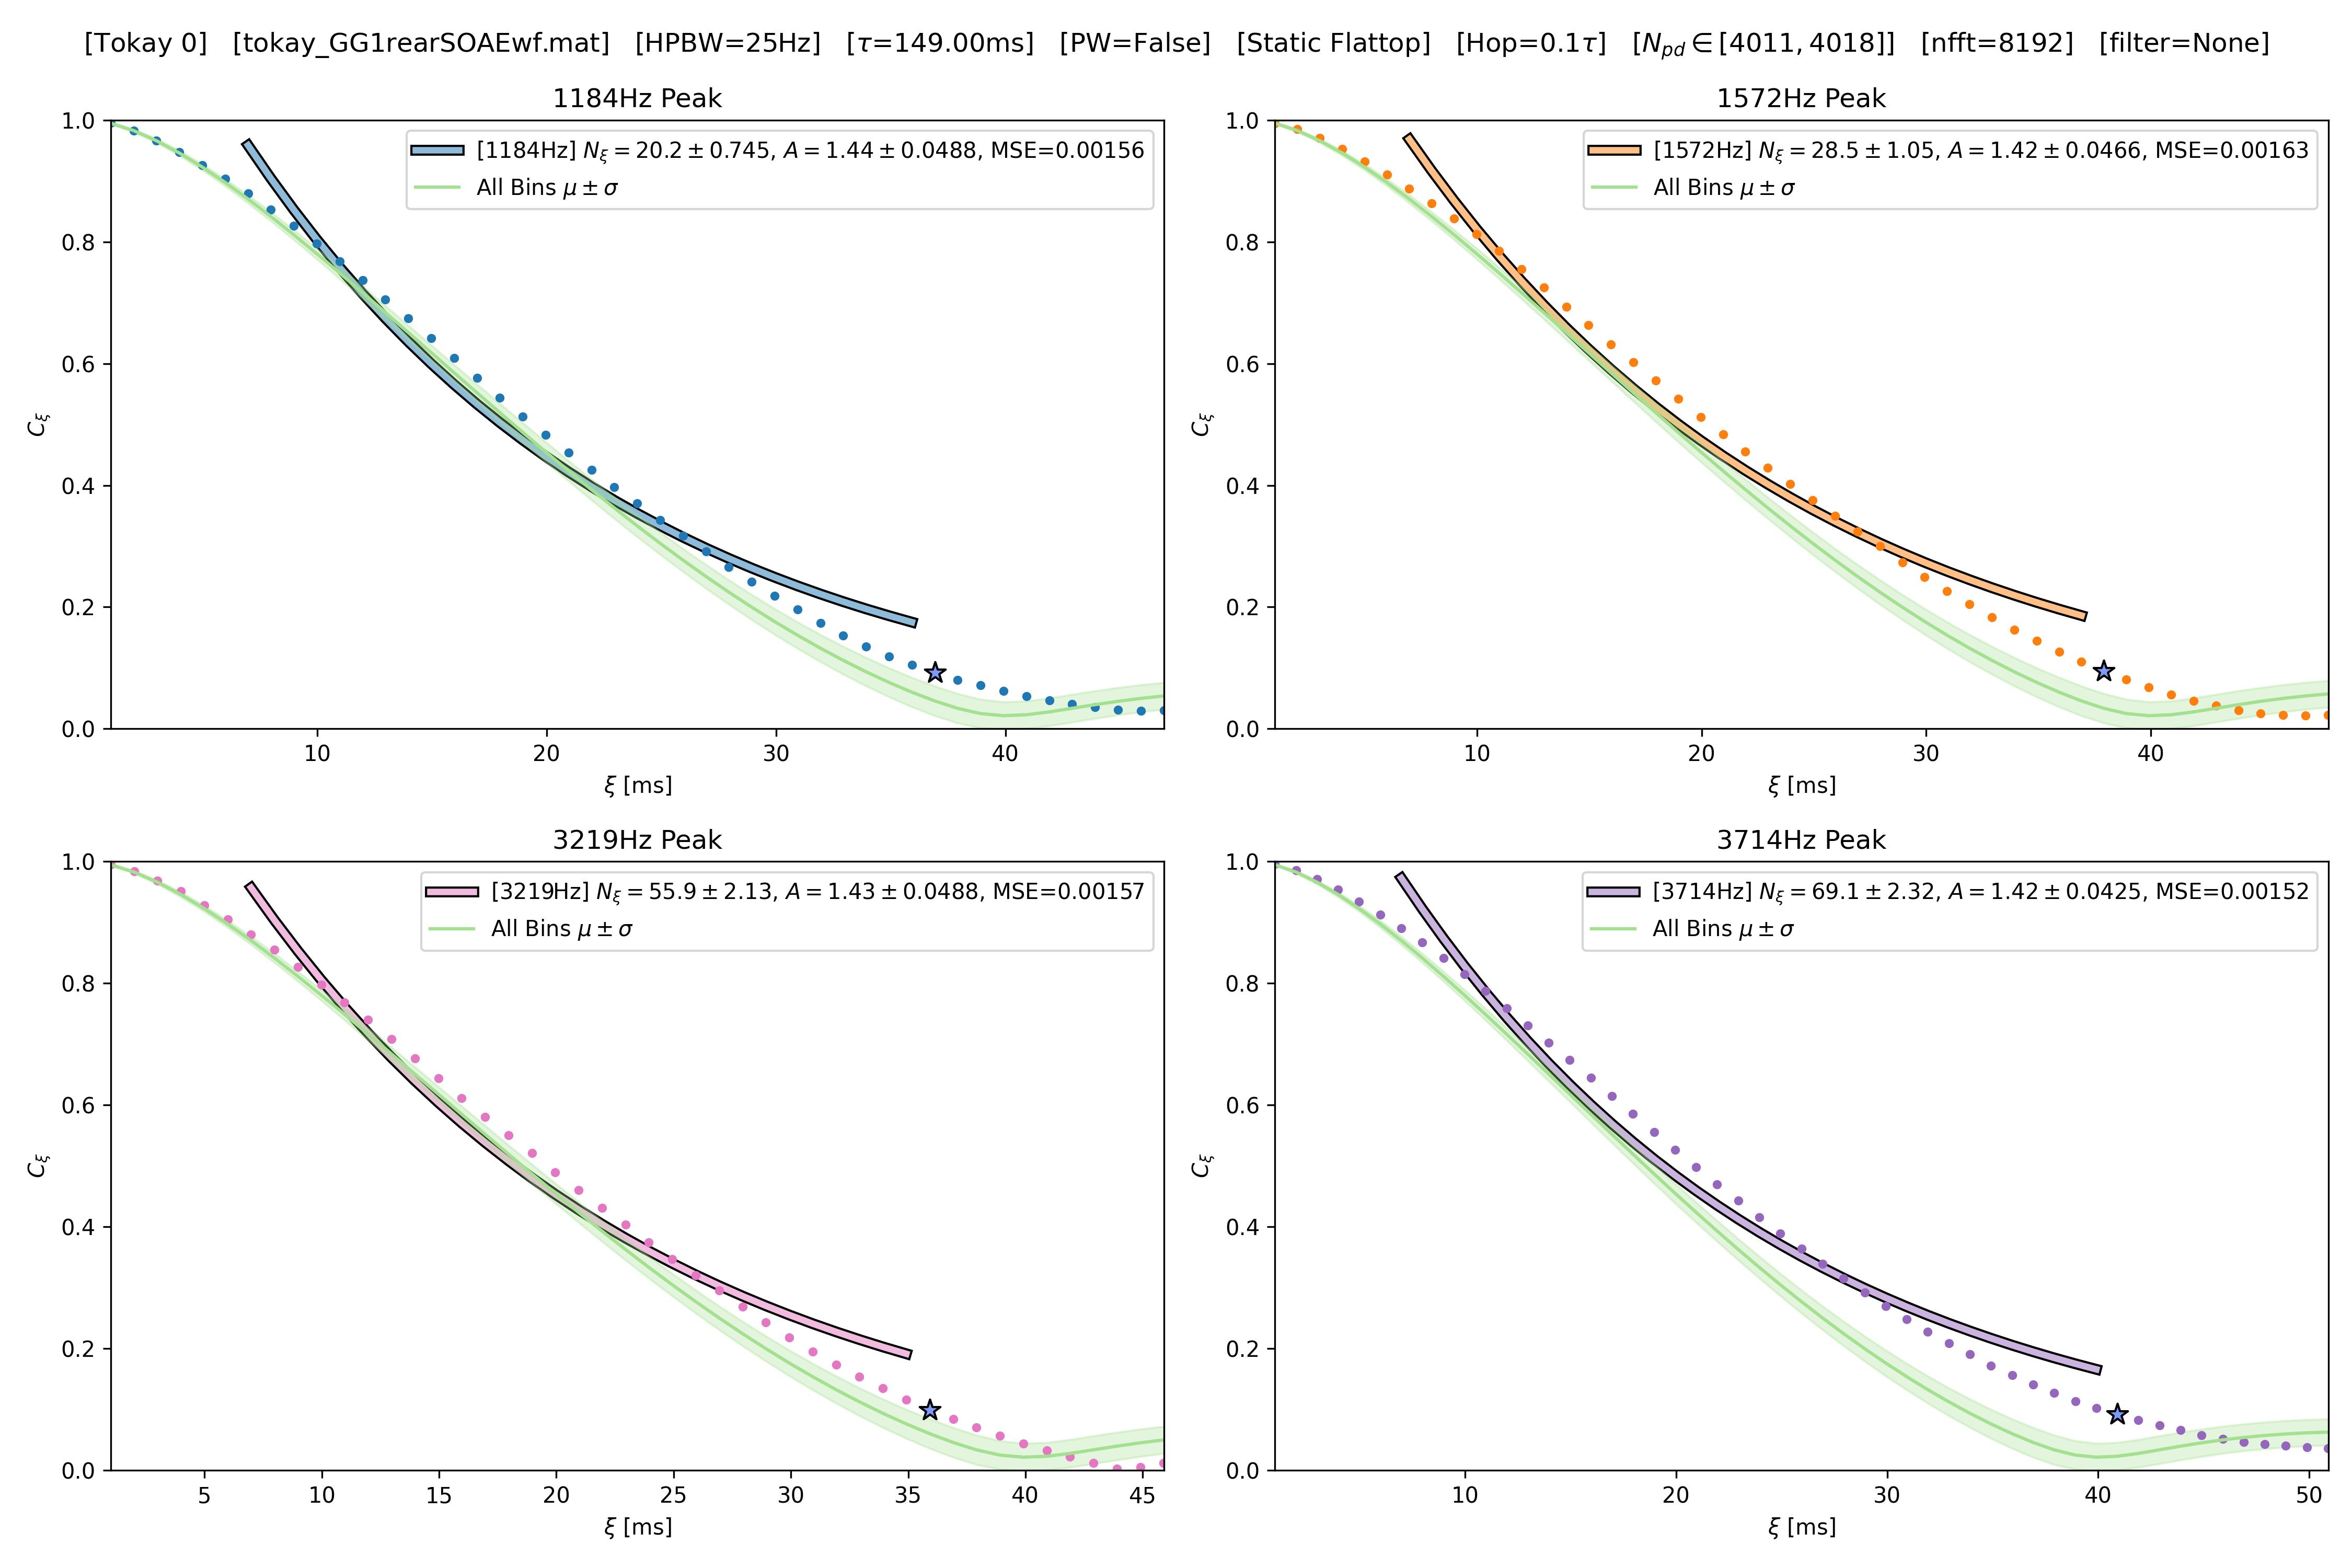 [Tokay 0]   [tokay_GG1rearSOAEwf.mat]   [HPBW=25Hz]   [τ=149.00ms]   [PW=False]   [Static Flattop]   [Hop=0.1τ]   [N_pd ∈ [4011, 4018]]   [nfft=8192]   [filter=None]
1184Hz Peak
C_ξ
1.0
0.8
0.6
0.4
0.2
0.0
[1184Hz] N_ξ = 20.2 ± 0.745, A = 1.44 ± 0.0488, MSE=0.00156
All Bins μ ± σ
10 20 30 40
ξ [ms]
1572Hz Peak
C_ξ
1.0
0.8
0.6
0.4
0.2
0.0
[1572Hz] N_ξ = 28.5 ± 1.05, A = 1.42 ± 0.0466, MSE=0.00163
All Bins μ ± σ
10 20 30 40
ξ [ms]
3219Hz Peak
C_ξ
1.0
0.8
0.6
0.4
0.2
0.0
[3219Hz] N_ξ = 55.9 ± 2.13, A = 1.43 ± 0.0488, MSE=0.00157
All Bins μ ± σ
5 10 15 20 25 30 35 40 45
ξ [ms]
3714Hz Peak
C_ξ
1.0
0.8
0.6
0.4
0.2
0.0
[3714Hz] N_ξ = 69.1 ± 2.32, A = 1.42 ± 0.0425, MSE=0.00152
All Bins μ ± σ
10 20 30 40 50
ξ [ms]